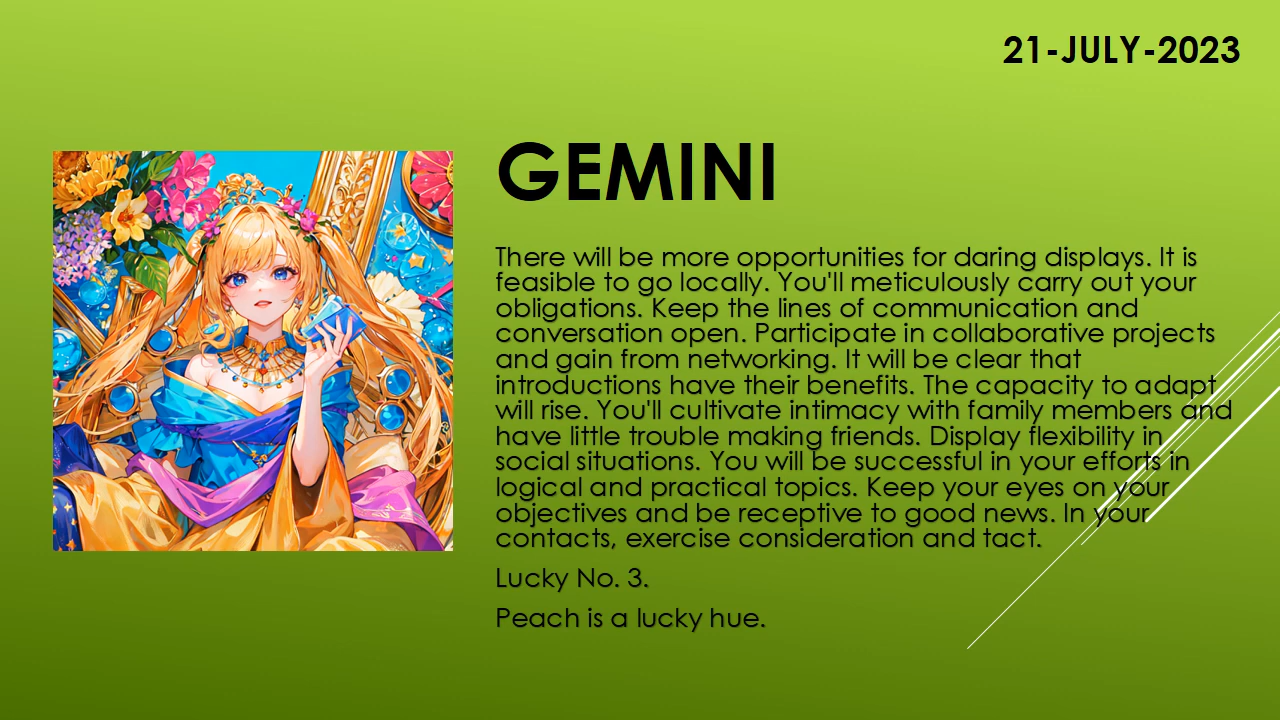 21-JULY-2023
GEMINI
There will be more opportunities for daring displays. It is
feasible to go locally. You'll meticulously carry out your
obligations. Keep the lines of communication and
conversation open. Participate in collaborative projects
and gain from networking. It will be clear that
introductions have their benefits. The capacity to adapt
will rise. You'll cultivate intimacy with family members and
have little trouble making friends. Display flexibility in
social situations. You will be successful in your efforts in
logical and practical topics. Keep your eyes on your
objectives and be receptive to good news. In your
contacts, exercise consideration and tact.
Lucky No. 3.
Peach is a lucky hue.